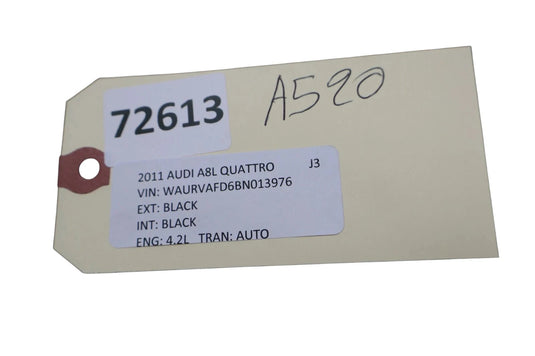 72613
A520
2011 AUDI A8L QUATTRO J3
VIN: WAURVAFD6BN013976
EXT: BLACK
INT: BLACK
ENG: 4.2L TRAN: AUTO